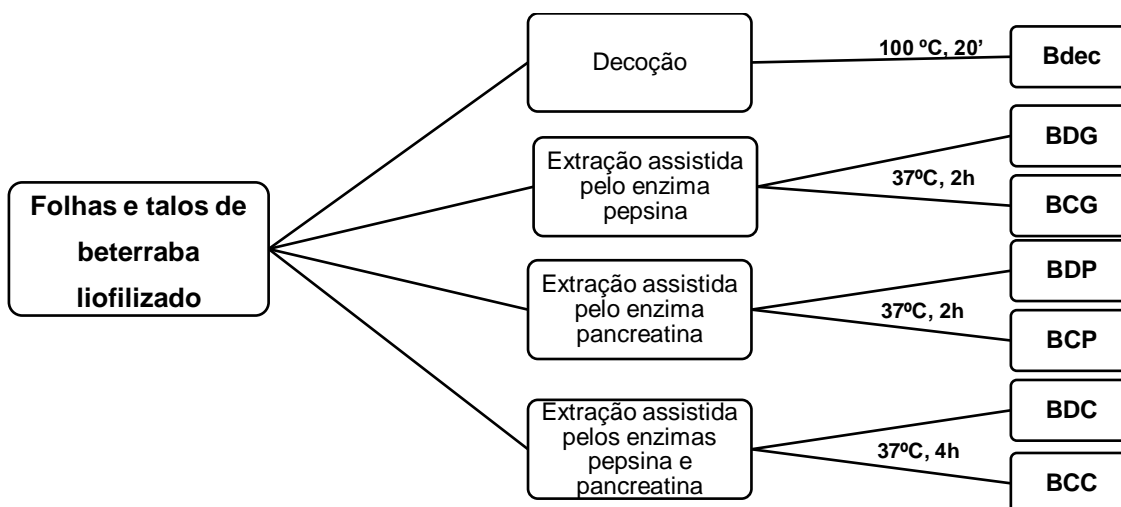 Folhas e talos de
beterraba
liofilizado
Decoção
100 ºC, 20’
Bdec
Extração assistida
pelo enzima
pepsina
37ºC, 2h
BDG
BCG
Extração assistida
pelo enzima
pancreatina
37ºC, 2h
BDP
BCP
Extração assistida
pelos enzimas
pepsina e
pancreatina
37ºC, 4h
BDC
BCC